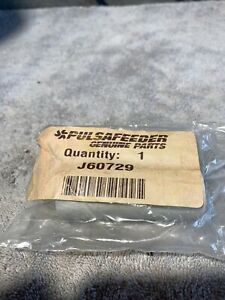 PULSAFEEDER
GENUINE PARTS
Quantity: 1
J60729